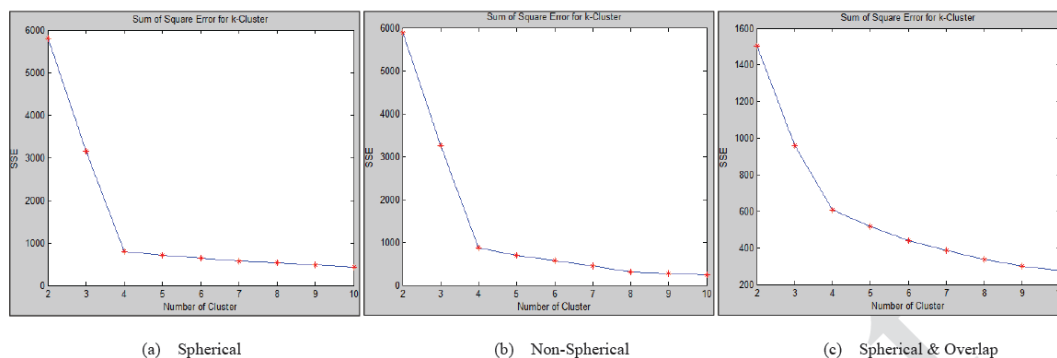 Sum of Square Error for k-Cluster
6000
5000
4000
3000
2000
1000
0
SSE
2 3 4 5 6 7 8 9 10
Number of Cluster
(a) Spherical
Sum of Square Error for k-Cluster
6000
5000
4000
3000
2000
1000
0
SSE
2 3 4 5 6 7 8 9 10
Number of Cluster
(b) Non-Spherical
Sum of Square Error for k-Cluster
1600
1400
1200
1000
800
600
400
200
SSE
2 3 4 5 6 7 8 9
Number of Cluster
(c) Spherical & Overlap